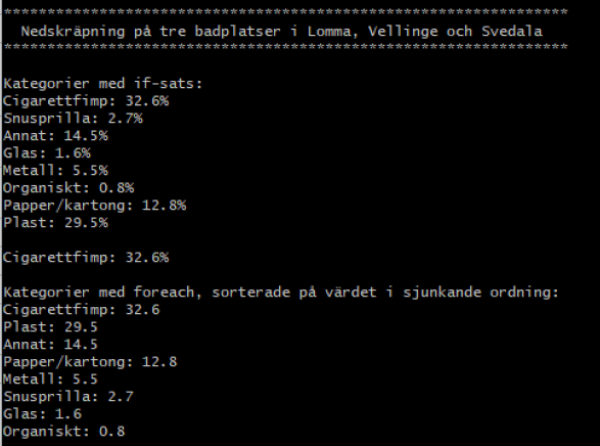 ***************************************************************
Nedskräpning på tre badplatser i Lomma, Vellinge och Svedala
***************************************************************
Kategorier med if-sats:
Cigarettfimp: 32.6%
Snusprilla: 2.7%
Annat: 14.5%
Glas: 1.6%
Metall: 5.5%
Organiskt: 0.8%
Papper/kartong: 12.8%
Plast: 29.5%
Cigarettfimp: 32.6%
Kategorier med foreach, sorterade på värdet i sjunkande ordning:
Cigarettfimp: 32.6
Plast: 29.5
Annat: 14.5
Papper/kartong: 12.8
Metall: 5.5
Snusprilla: 2.7
Glas: 1.6
Organiskt: 0.8